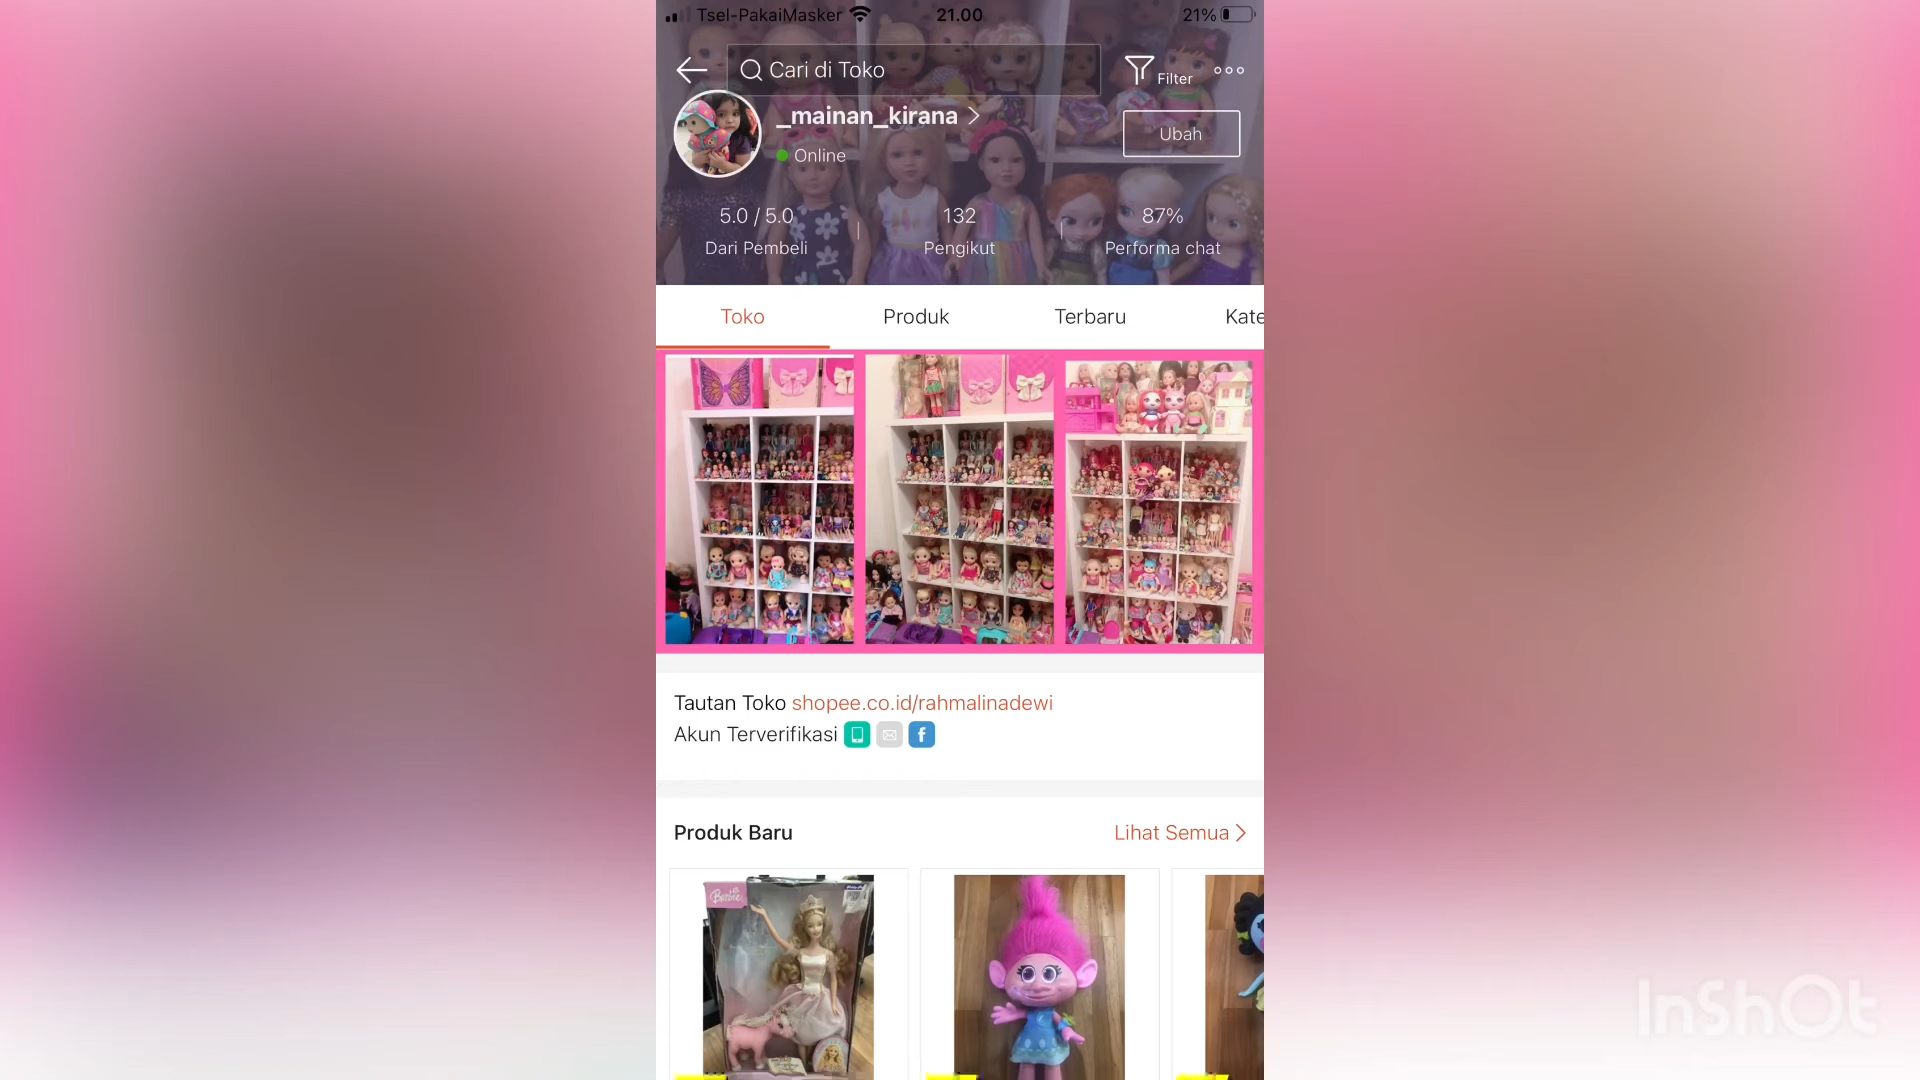 Tsel-PakaiMasker
21.00
21%
Cari di Toko
Filter
_mainan_kirana
Online
Ubah
5.0 / 5.0
132
87%
Dari Pembeli
Pengikut
Performa chat
Toko
Produk
Terbaru
Kate
Tautan Toko shopee.co.id/rahmalinadewi
Akun Terverifikasi
Produk Baru
Lihat Semua
Barbie
InShOt